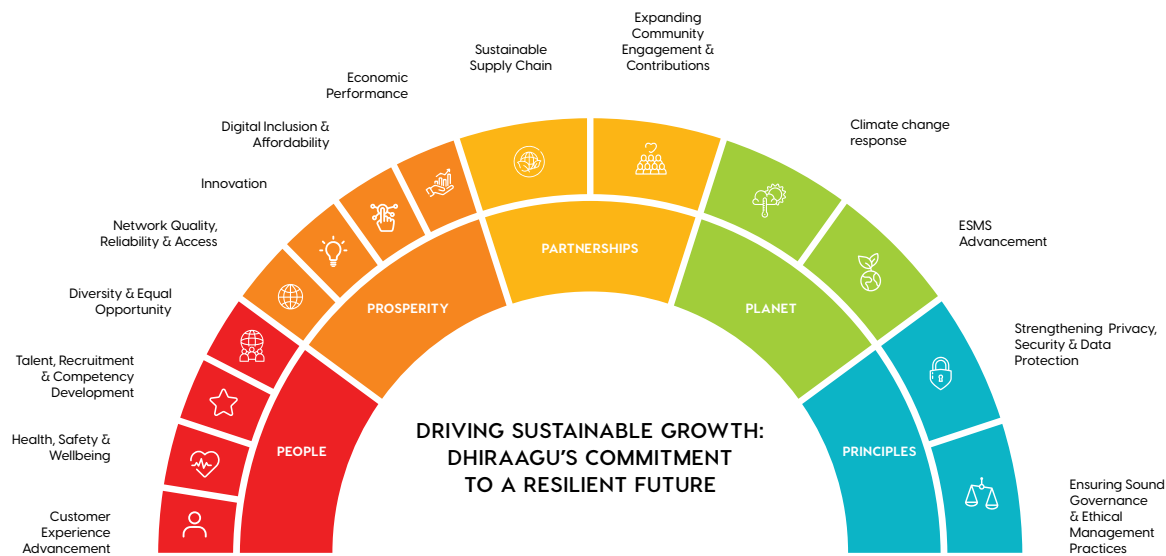 Expanding
Community
Engagement &
Contributions
Sustainable
Supply Chain
Economic
Performance
Digital Inclusion &
Affordability
Innovation
Network Quality,
Reliability & Access
Diversity & Equal
Opportunity
Talent, Recruitment
& Competency
Development
Health, Safety &
Wellbeing
Customer
Experience
Advancement
Climate change
response
ESMS
Advancement
Strengthening Privacy,
Security & Data
Protection
Ensuring Sound
Governance
& Ethical
Management
Practices
PEOPLE
PROSPERITY
PARTNERSHIPS
PLANET
PRINCIPLES
DRIVING SUSTAINABLE GROWTH:
DHIRAAGU'S COMMITMENT
TO A RESILIENT FUTURE